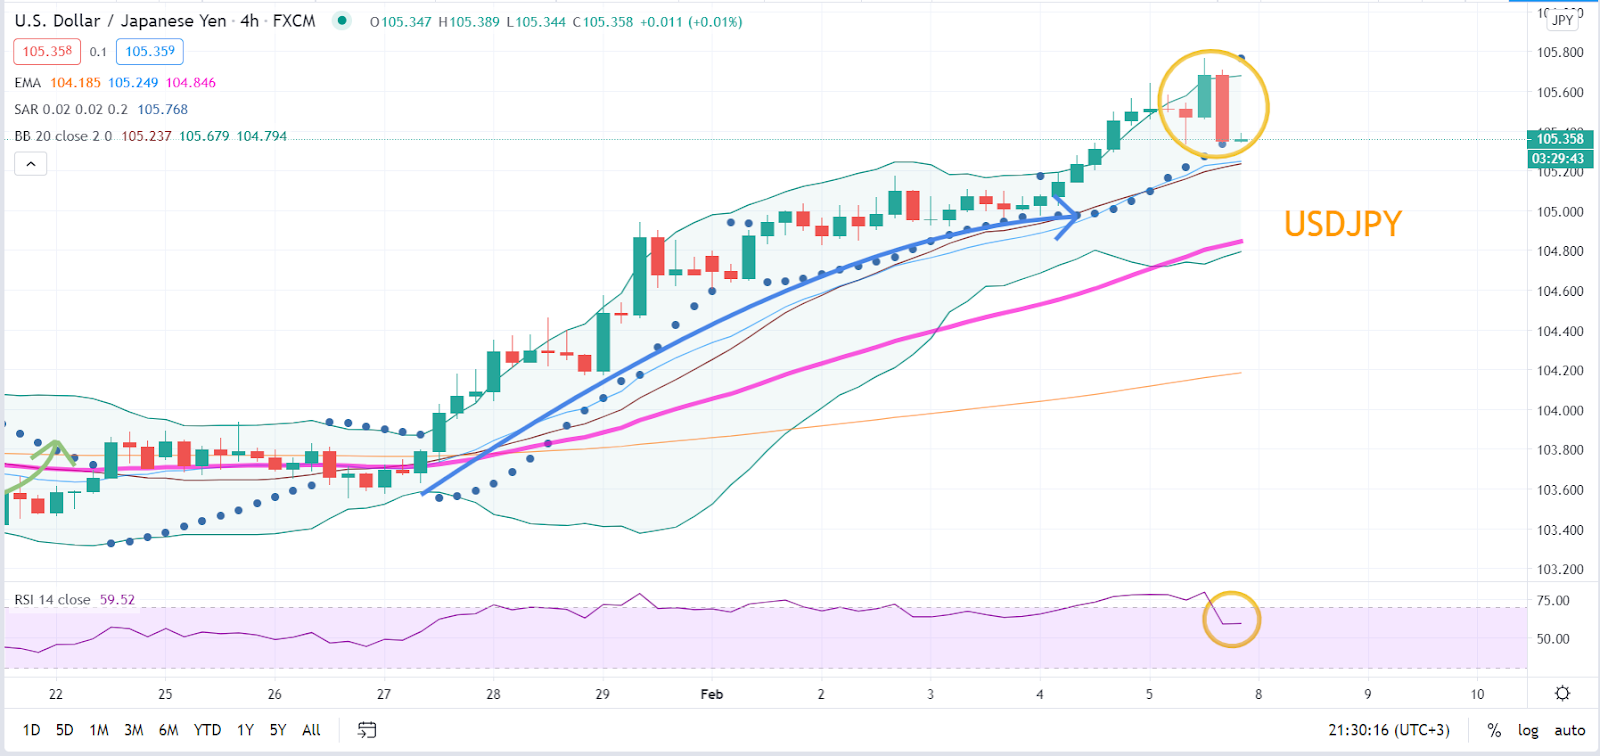 U.S. Dollar / Japanese Yen · 4h · FXCM O105.347 H105.389 L105.344 C105.358 +0.011 (+0.01%)
105.358 0.1 105.359
EMA 104.185 105.249 104.846
SAR 0.02 0.02 0.2 105.768
BB 20 close 2 0 105.237 105.679 104.794
JPY
105.800
105.600
105.358
03:29:43
105.200
105.000
104.800
104.600
104.400
104.200
104.000
103.800
103.600
103.400
103.200
USDJPY
RSI 14 close 59.52
75.00
50.00
22 25 26 27 28 29 Feb 2 3 4 5 8 9 10
1D 5D 1M 3M 6M YTD 1Y 5Y All 21:30:16 (UTC+3) % log auto